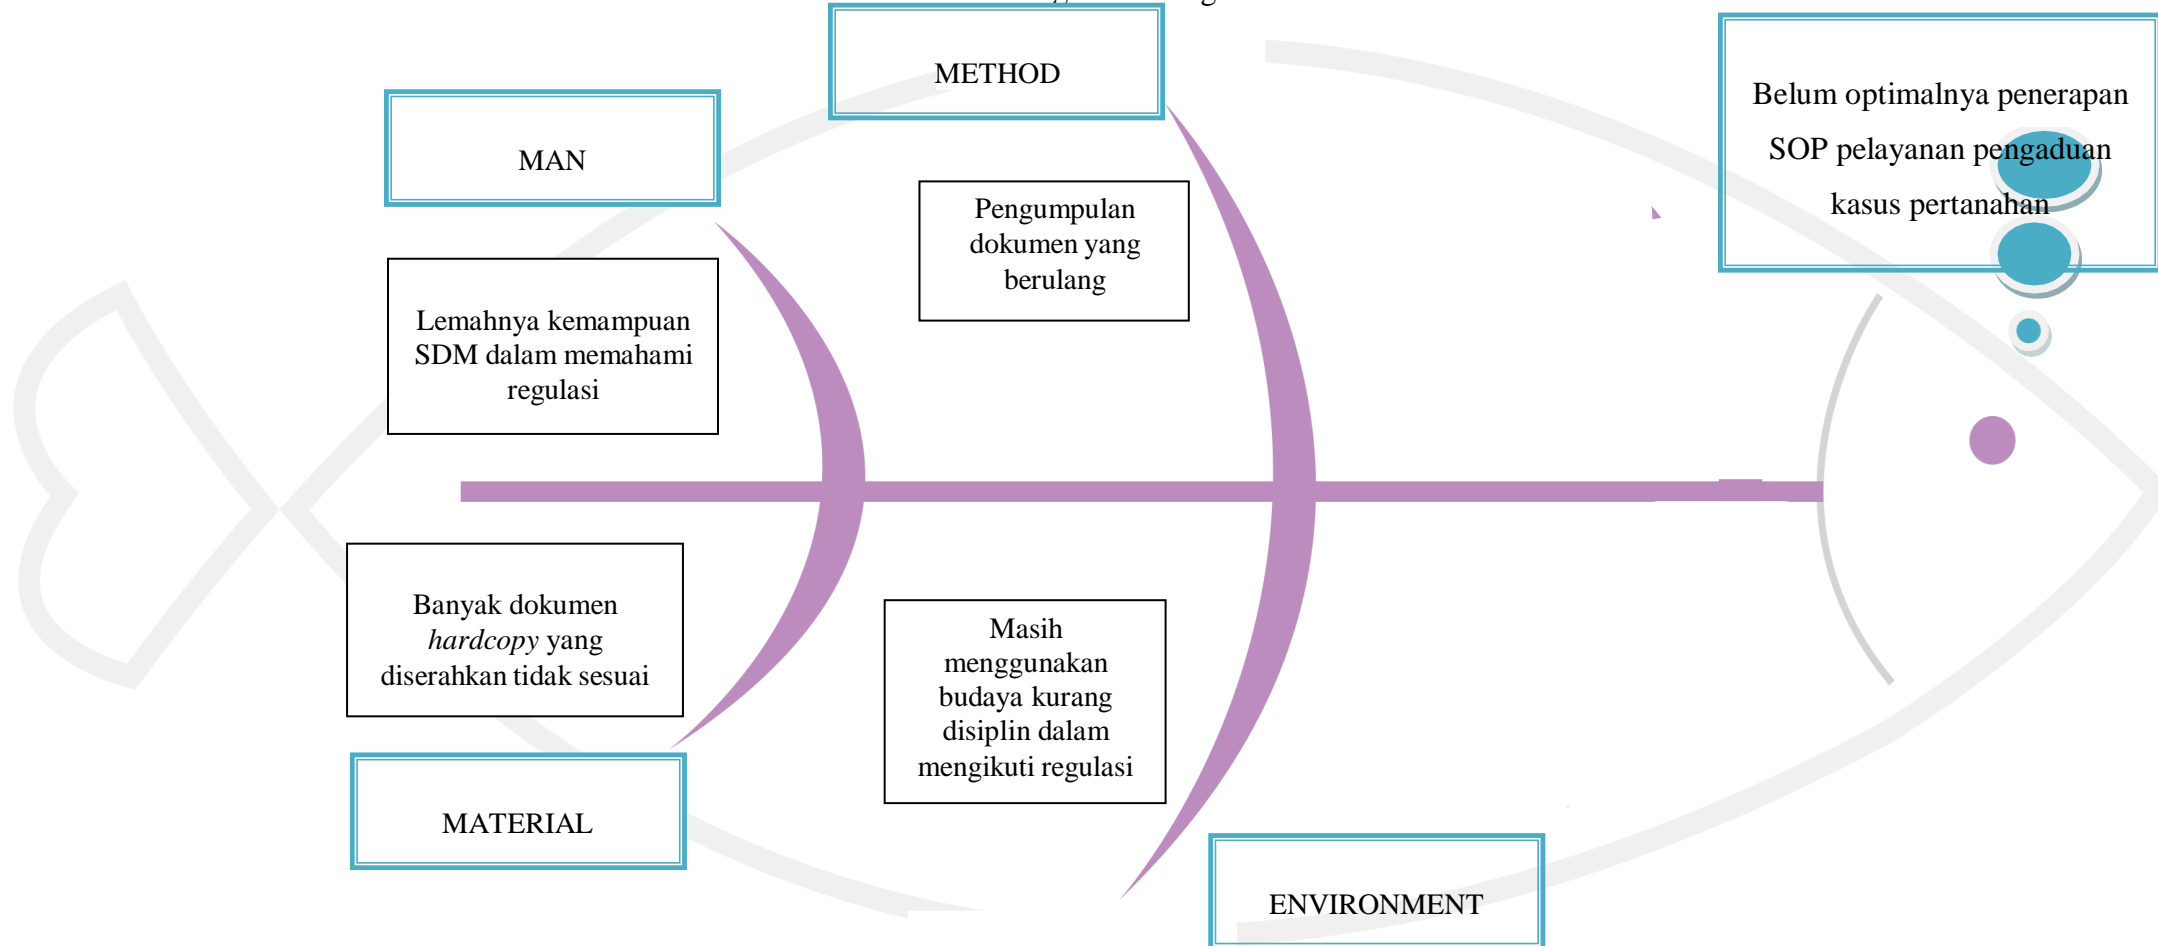 METHOD
MAN
Belum optimalnya penerapan
SOP pelayanan pengaduan
kasus pertanahan
Pengumpulan
dokumen yang
berulang
Lemahnya kemampuan
SDM dalam memahami
regulasi
Banyak dokumen
hardcopy yang
diserahkan tidak sesuai
Masih
menggunakan
budaya kurang
disiplin dalam
mengikuti regulasi
MATERIAL
ENVIRONMENT